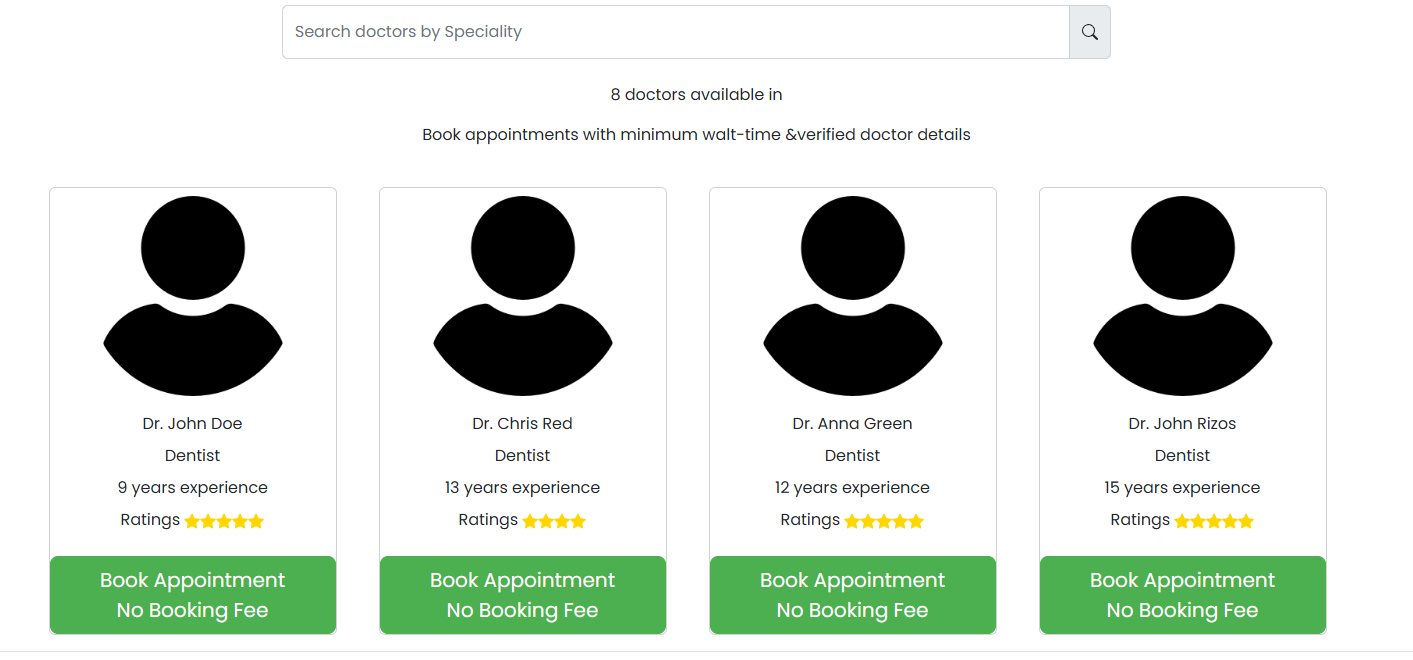 Search doctors by Speciality
8 doctors available in
Book appointments with minimum walt-time &verified doctor details
Dr. John Doe
Dentist
9 years experience
Ratings
Book Appointment
No Booking Fee
Dr. Chris Red
Dentist
13 years experience
Ratings
Book Appointment
No Booking Fee
Dr. Anna Green
Dentist
12 years experience
Ratings
Book Appointment
No Booking Fee
Dr. John Rizos
Dentist
15 years experience
Ratings
Book Appointment
No Booking Fee